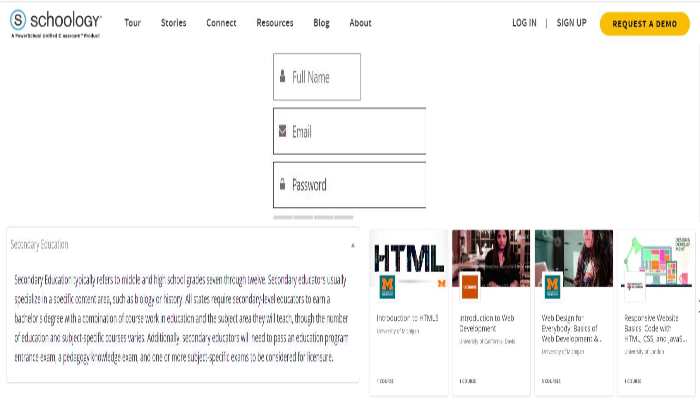 S schoology
A PowerSchool Unified Classroom Product
Tour Stories Connect Resources Blog About
LOG IN | SIGN UP REQUEST A DEMO
Full Name
Email
Password
Secondary Education
Secondary Education typically refers to middle and high school grades seven through twelve. Secondary educators usually
specialize in a specific content area, such as biology or history. All states require secondary-level educators to earn a
bachelor's degree with a combination of course work in education and the subject area they will teach, though the number
of education and subject-specific courses varies. Additionally, secondary educators will need to pass an education program
entrance exam, a pedagogy knowledge exam, and one or more subject-specific exams to be considered for licensure.
HTML
M
Introduction to HTML5
University of Michigan
1 COURSES
Introduction to Web
Development
University of California, Davis
1 COURSE
M
Web Design for
Everybody: Basics of
Web Development &...
University of Michigan
5 COURSES
Responsive Website
Basics: Code with
HTML, CSS, and JavaS...
University of London
1 COURSE